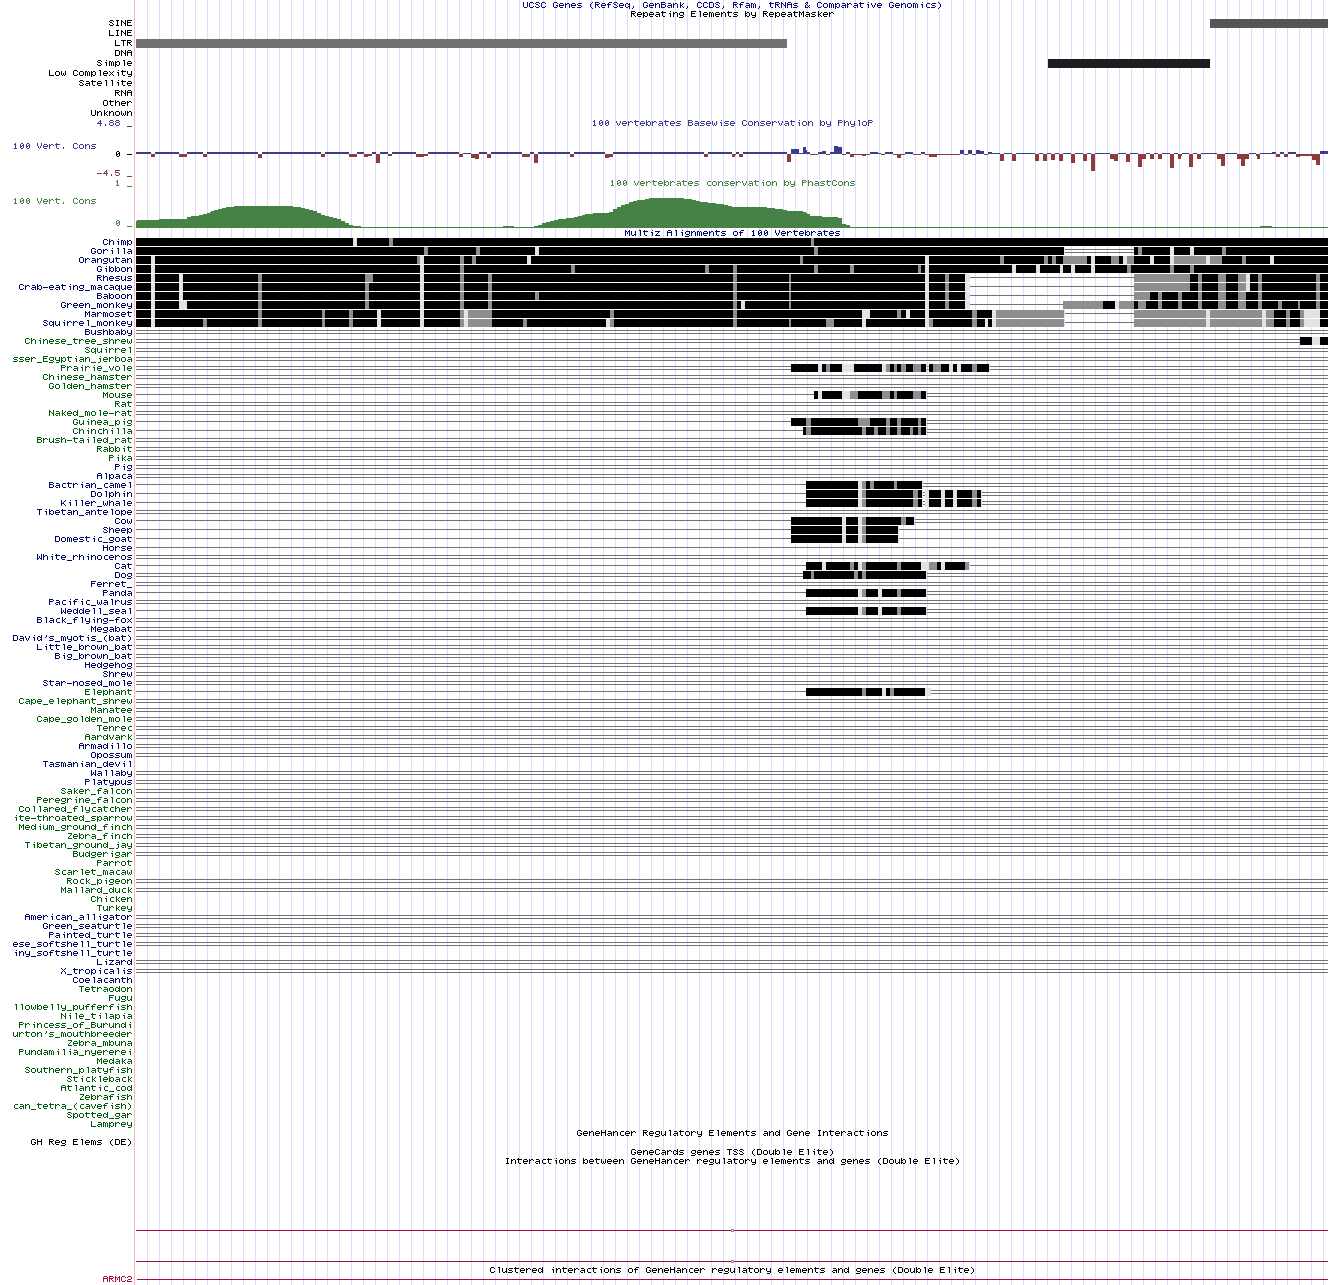 UCSC Genes (RefSeq, GenBank, CCDS, Rfam, tRNAs & Comparative Genomics)
Repeating Elements by RepeatMasker
SINE
LINE
LTR
DNA
Simple
Low Complexity
Satellite
RNA
Other
Unknown
4.88 _
100 vertebrates Basewise Conservation by PhyloP
100 Vert. Cons
0 _
-4.5 _
1 _
100 vertebrates conservation by PhastCons
100 Vert. Cons
0 _
Multiz Alignments of 100 Vertebrates
Chimp
Gorilla
Orangutan
Gibbon
Rhesus
Crab-eating_macaque
Baboon
Green_monkey
Marmoset
Squirrel_monkey
Bushbaby
Chinese_tree_shrew
Squirrel
sser_Egyptian_jerboa
Prairie_vole
Chinese_hamster
Golden_hamster
Mouse
Rat
Naked_mole-rat
Guinea_pig
Chinchilla
Brush-tailed_rat
Rabbit
Pika
Pig
Alpaca
Bactrian_camel
Dolphin
Killer_whale
Tibetan_antelope
Cow
Sheep
Domestic_goat
Horse
White_rhinoceros
Cat
Dog
Ferret_
Panda
Pacific_walrus
Weddell_seal
Black_flying-fox
Megabat
David's_myotis_(bat)
Little_brown_bat
Big_brown_bat
Hedgehog
Shrew
Star-nosed_mole
Elephant
Cape_elephant_shrew
Manatee
Cape_golden_mole
Tenrec
Aardvark
Armadillo
Opossum
Tasmanian_devil
Wallaby
Platypus
Saker_falcon
Peregrine_falcon
Collared_flycatcher
ite-throated_sparrow
Medium_ground_finch
Zebra_finch
Tibetan_ground_jay
Budgerigar
Parrot
Scarlet_macaw
Rock_pigeon
Mallard_duck
Chicken
Turkey
American_alligator
Green_seaturtle
Painted_turtle
ese_softshell_turtle
iny_softshell_turtle
Lizard
X_tropicalis
Coelacanth
Tetraodon
Fugu
llowbelly_pufferfish
Nile_tilapia
Princess_of_Burundi
urton's_mouthbreeder
Zebra_mbuna
Pundamilia_nyererei
Medaka
Southern_platyfish
Stickleback
Atlantic_cod
Zebrafish
can_tetra_(cavefish)
Spotted_gar
Lamprey
GeneHancer Regulatory Elements and Gene Interactions
GH Reg Elems (DE)
GeneCards genes TSS (Double Elite)
Interactions between GeneHancer regulatory elements and genes (Double Elite)
Clustered interactions of GeneHancer regulatory elements and genes (Double Elite)
ARMC2